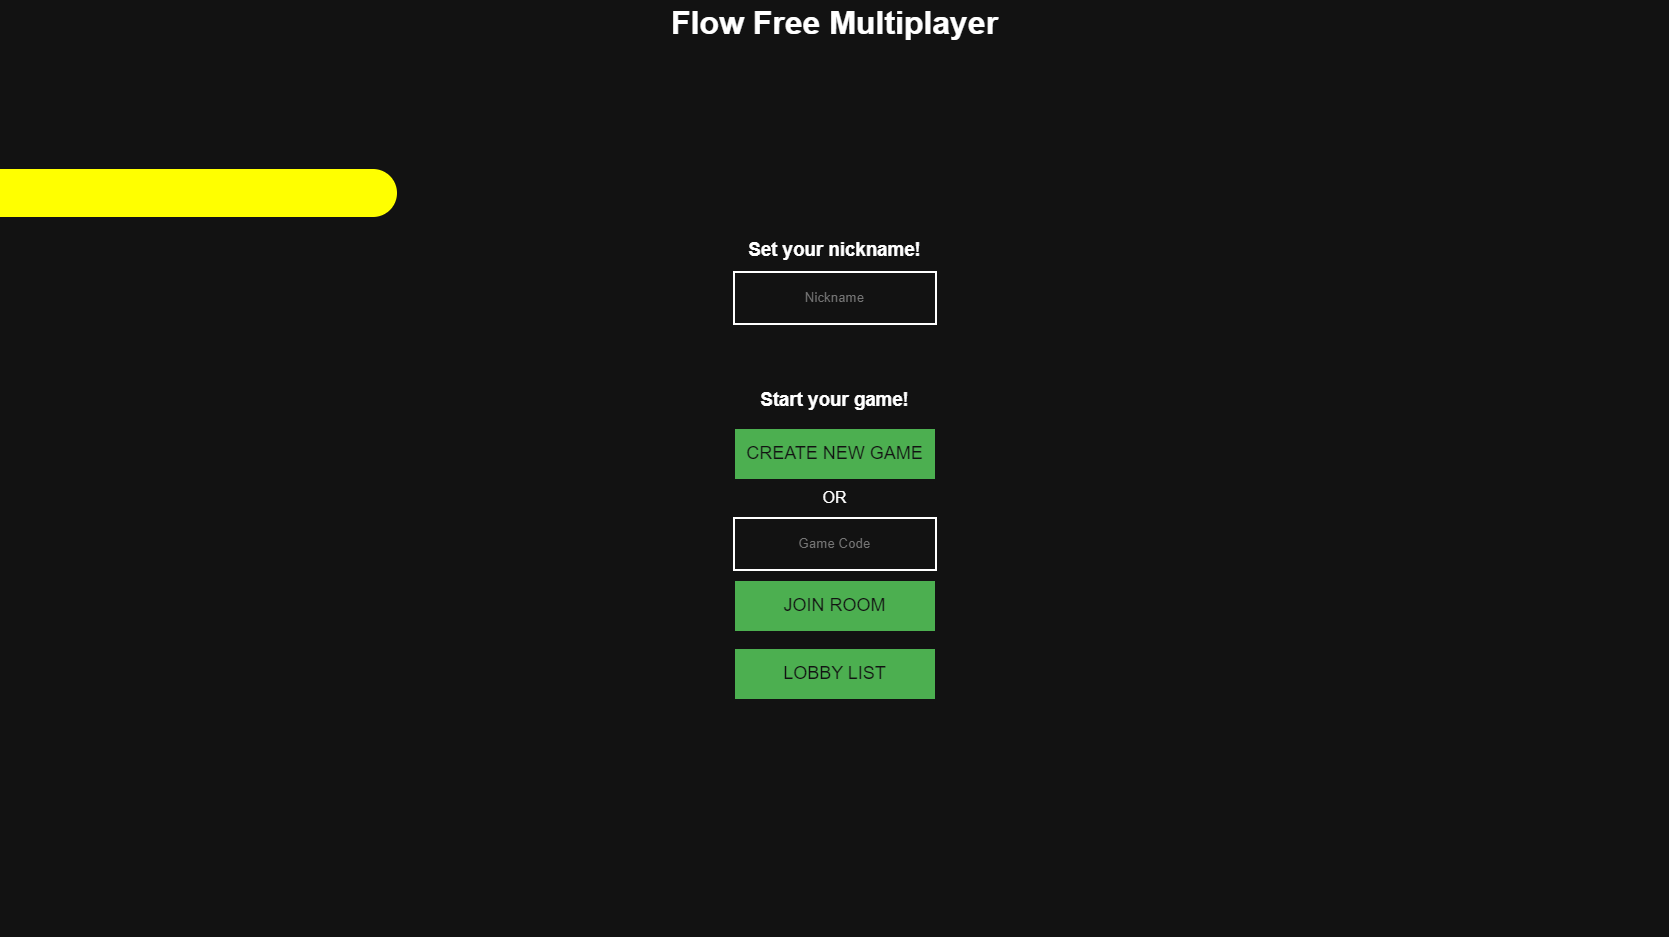 Flow Free Multiplayer
Set your nickname!
Nickname
Start your game!
CREATE NEW GAME
OR
Game Code
JOIN ROOM
LOBBY LIST